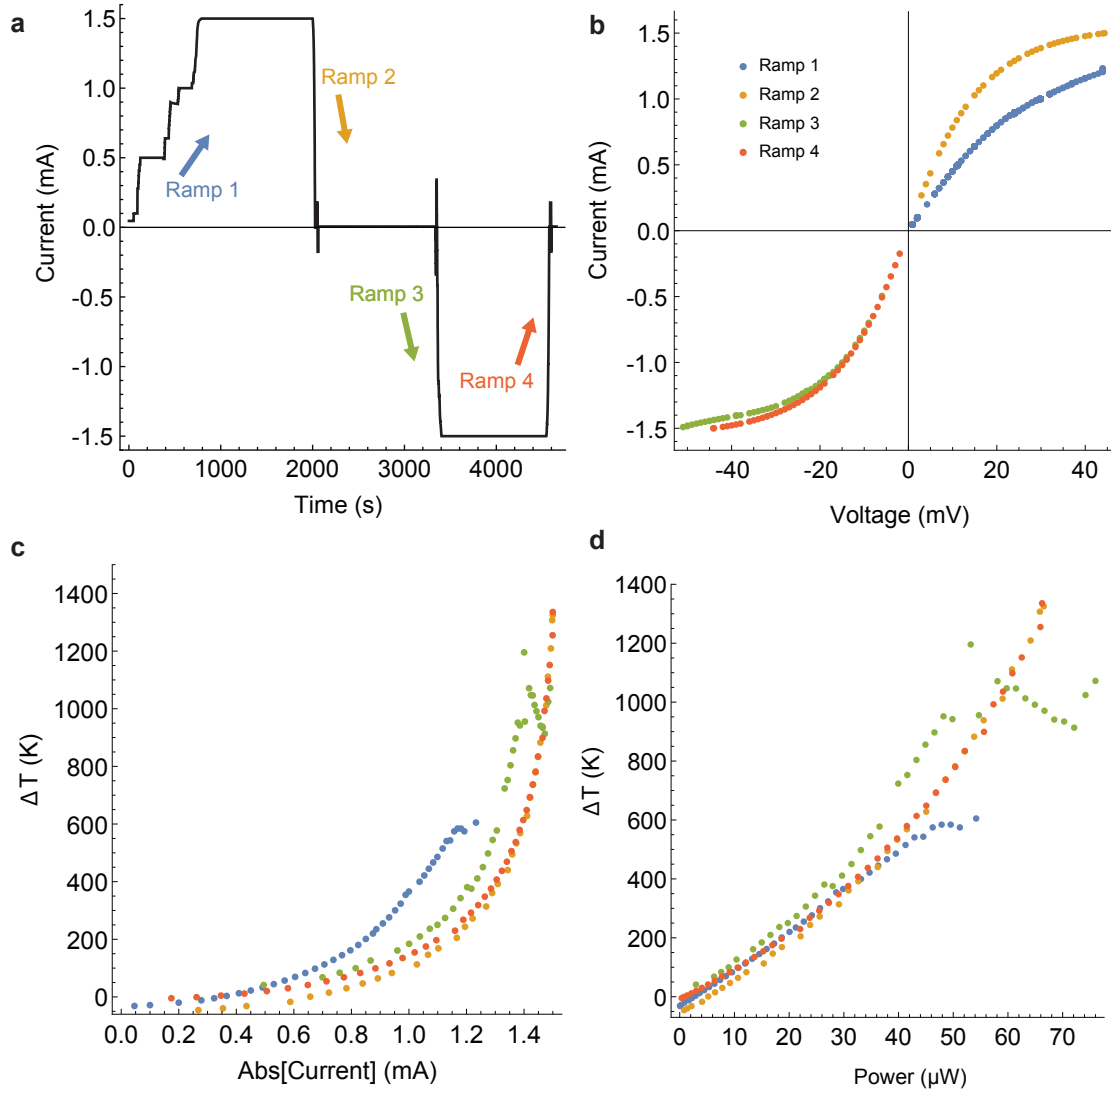 a
1.5
1.0
0.5
0.0
-0.5
-1.0
-1.5
Current (mA)
Ramp 1
Ramp 2
Ramp 3
Ramp 4
0 1000 2000 3000 4000
Time (s)
b
1.5
1.0
0.5
0.0
-0.5
-1.0
-1.5
Current (mA)
Ramp 1
Ramp 2
Ramp 3
Ramp 4
-40 -20 0 20 40
Voltage (mV)
c
1400
1200
1000
800
600
400
200
0
Δ T (K)
0.0 0.2 0.4 0.6 0.8 1.0 1.2 1.4
Abs[Current] (mA)
d
1400
1200
1000
800
600
400
200
0
Δ T (K)
0 10 20 30 40 50 60 70
Power (µW)